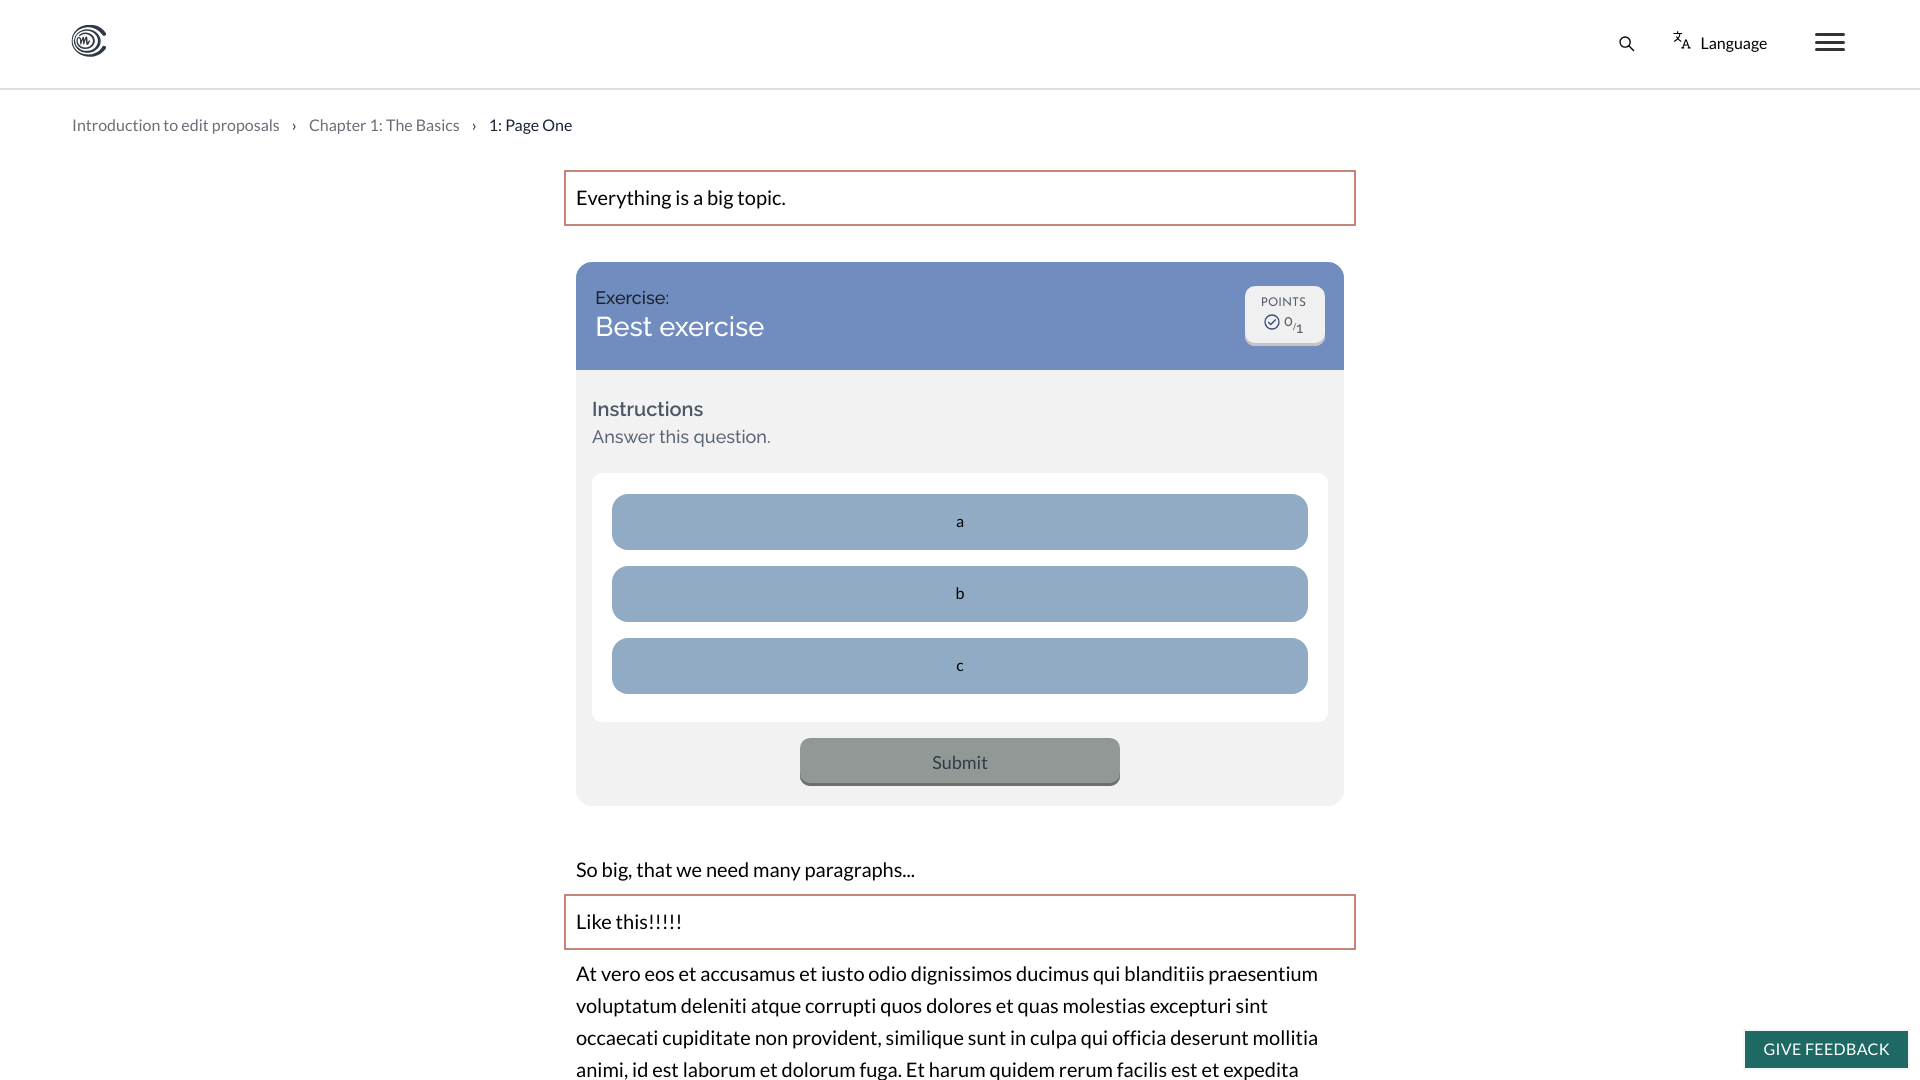 Language
Introduction to edit proposals › Chapter 1: The Basics › 1: Page One
Everything is a big topic.
Exercise:
Best exercise
POINTS
0/1
Instructions
Answer this question.
a
b
c
Submit
So big, that we need many paragraphs...
Like this!!!!!
At vero eos et accusamus et iusto odio dignissimos ducimus qui blanditiis praesentium
voluptatum deleniti atque corrupti quos dolores et quas molestias excepturi sint
occaecati cupiditate non provident, similique sunt in culpa qui officia deserunt mollitia
animi, id est laborum et dolorum fuga. Et harum quidem rerum facilis est et expedita
GIVE FEEDBACK